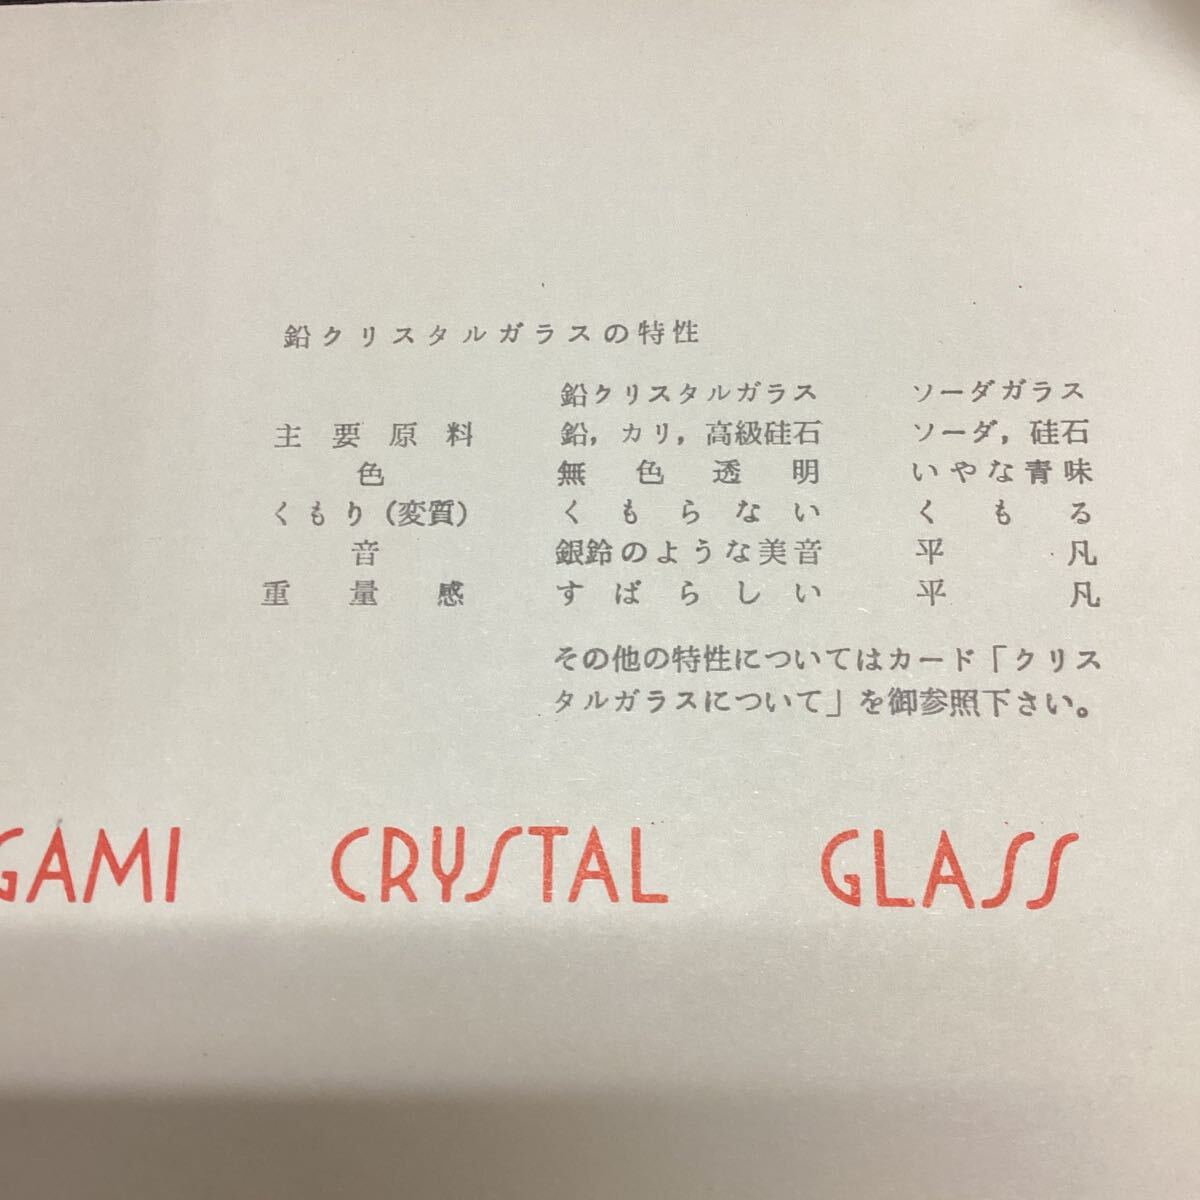 鉛クリスタルガラスの特性
鉛クリスタルガラス ソーダガラス
主要原料 鉛,カリ,高級硅石 ソーダ,硅石
色 無色透明 いやな青味
くもり(変質) くもらない くもる
音 銀鈴のような美音 平凡
重量感 すばらしい 平凡
その他の特性についてはカード「クリス
タルガラスについて」を御参照下さい。
GAMI CRYSTAL GLASS